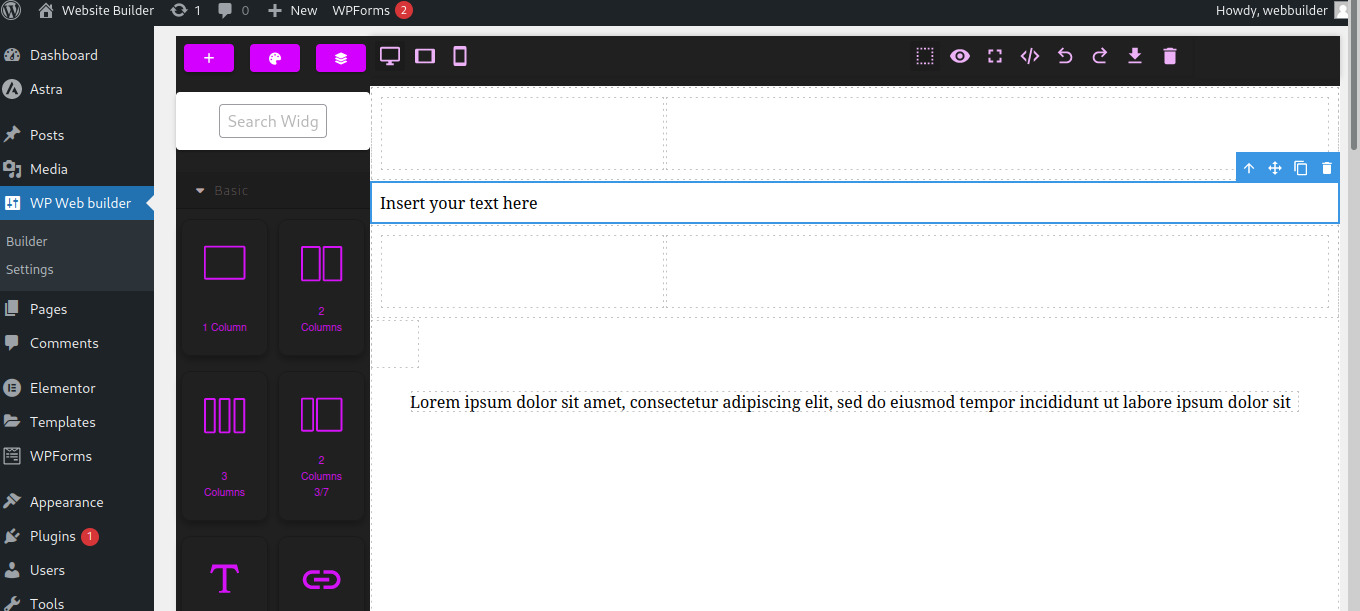 Website Builder
1
0
New
WPForms 2
Howdy, webbuilder
Dashboard
Astra
Posts
Media
WP Web builder
Builder
Settings
Pages
Comments
Elementor
Templates
WPForms
Appearance
Plugins 1
Users
Tools
Search Widg
Basic
1 Column
2
Columns
3
Columns
2
Columns
3/7
Insert your text here
Lorem ipsum dolor sit amet, consectetur adipiscing elit, sed do eiusmod tempor incididunt ut labore ipsum dolor sit